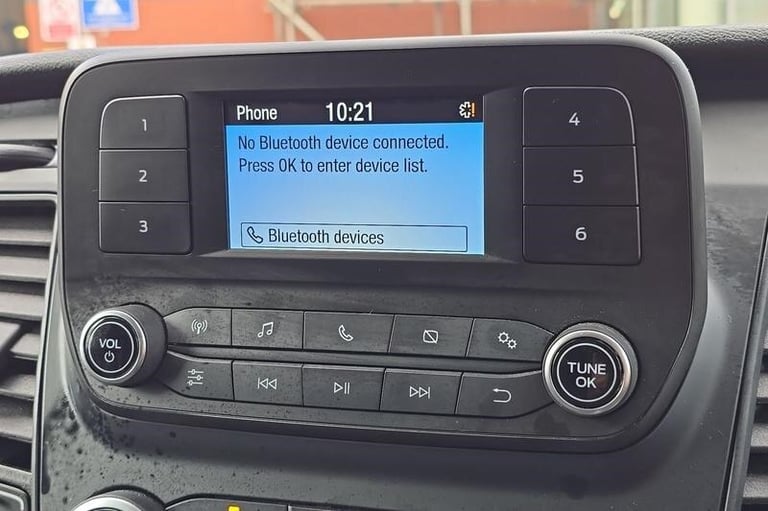 Phone 10:21
No Bluetooth device connected.
Press OK to enter device list.
Bluetooth devices
1
2
3
4
5
6
VOL
TUNE
OK